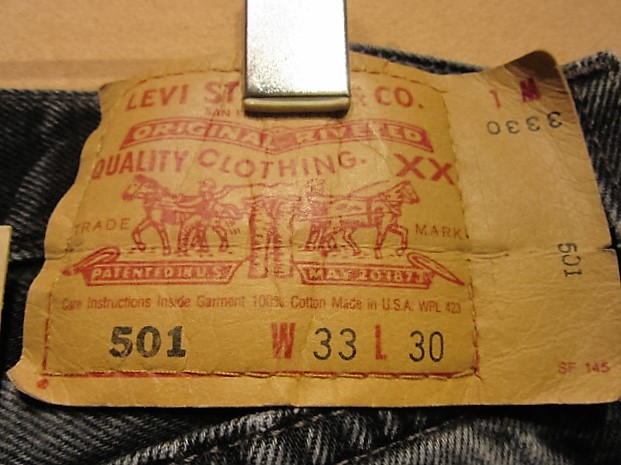 LEVI ST & CO.
SAN
ORIGINAL RIVETED
QUALITY CLOTHING. XX
TRADE MARK
PATENTED IN U.S. MAY 20 1873
Care Instructions Inside Garment 100% Cotton Made in U.S.A. WPL 423
501 W 33 L 30
1 M
3330
501
SF 145